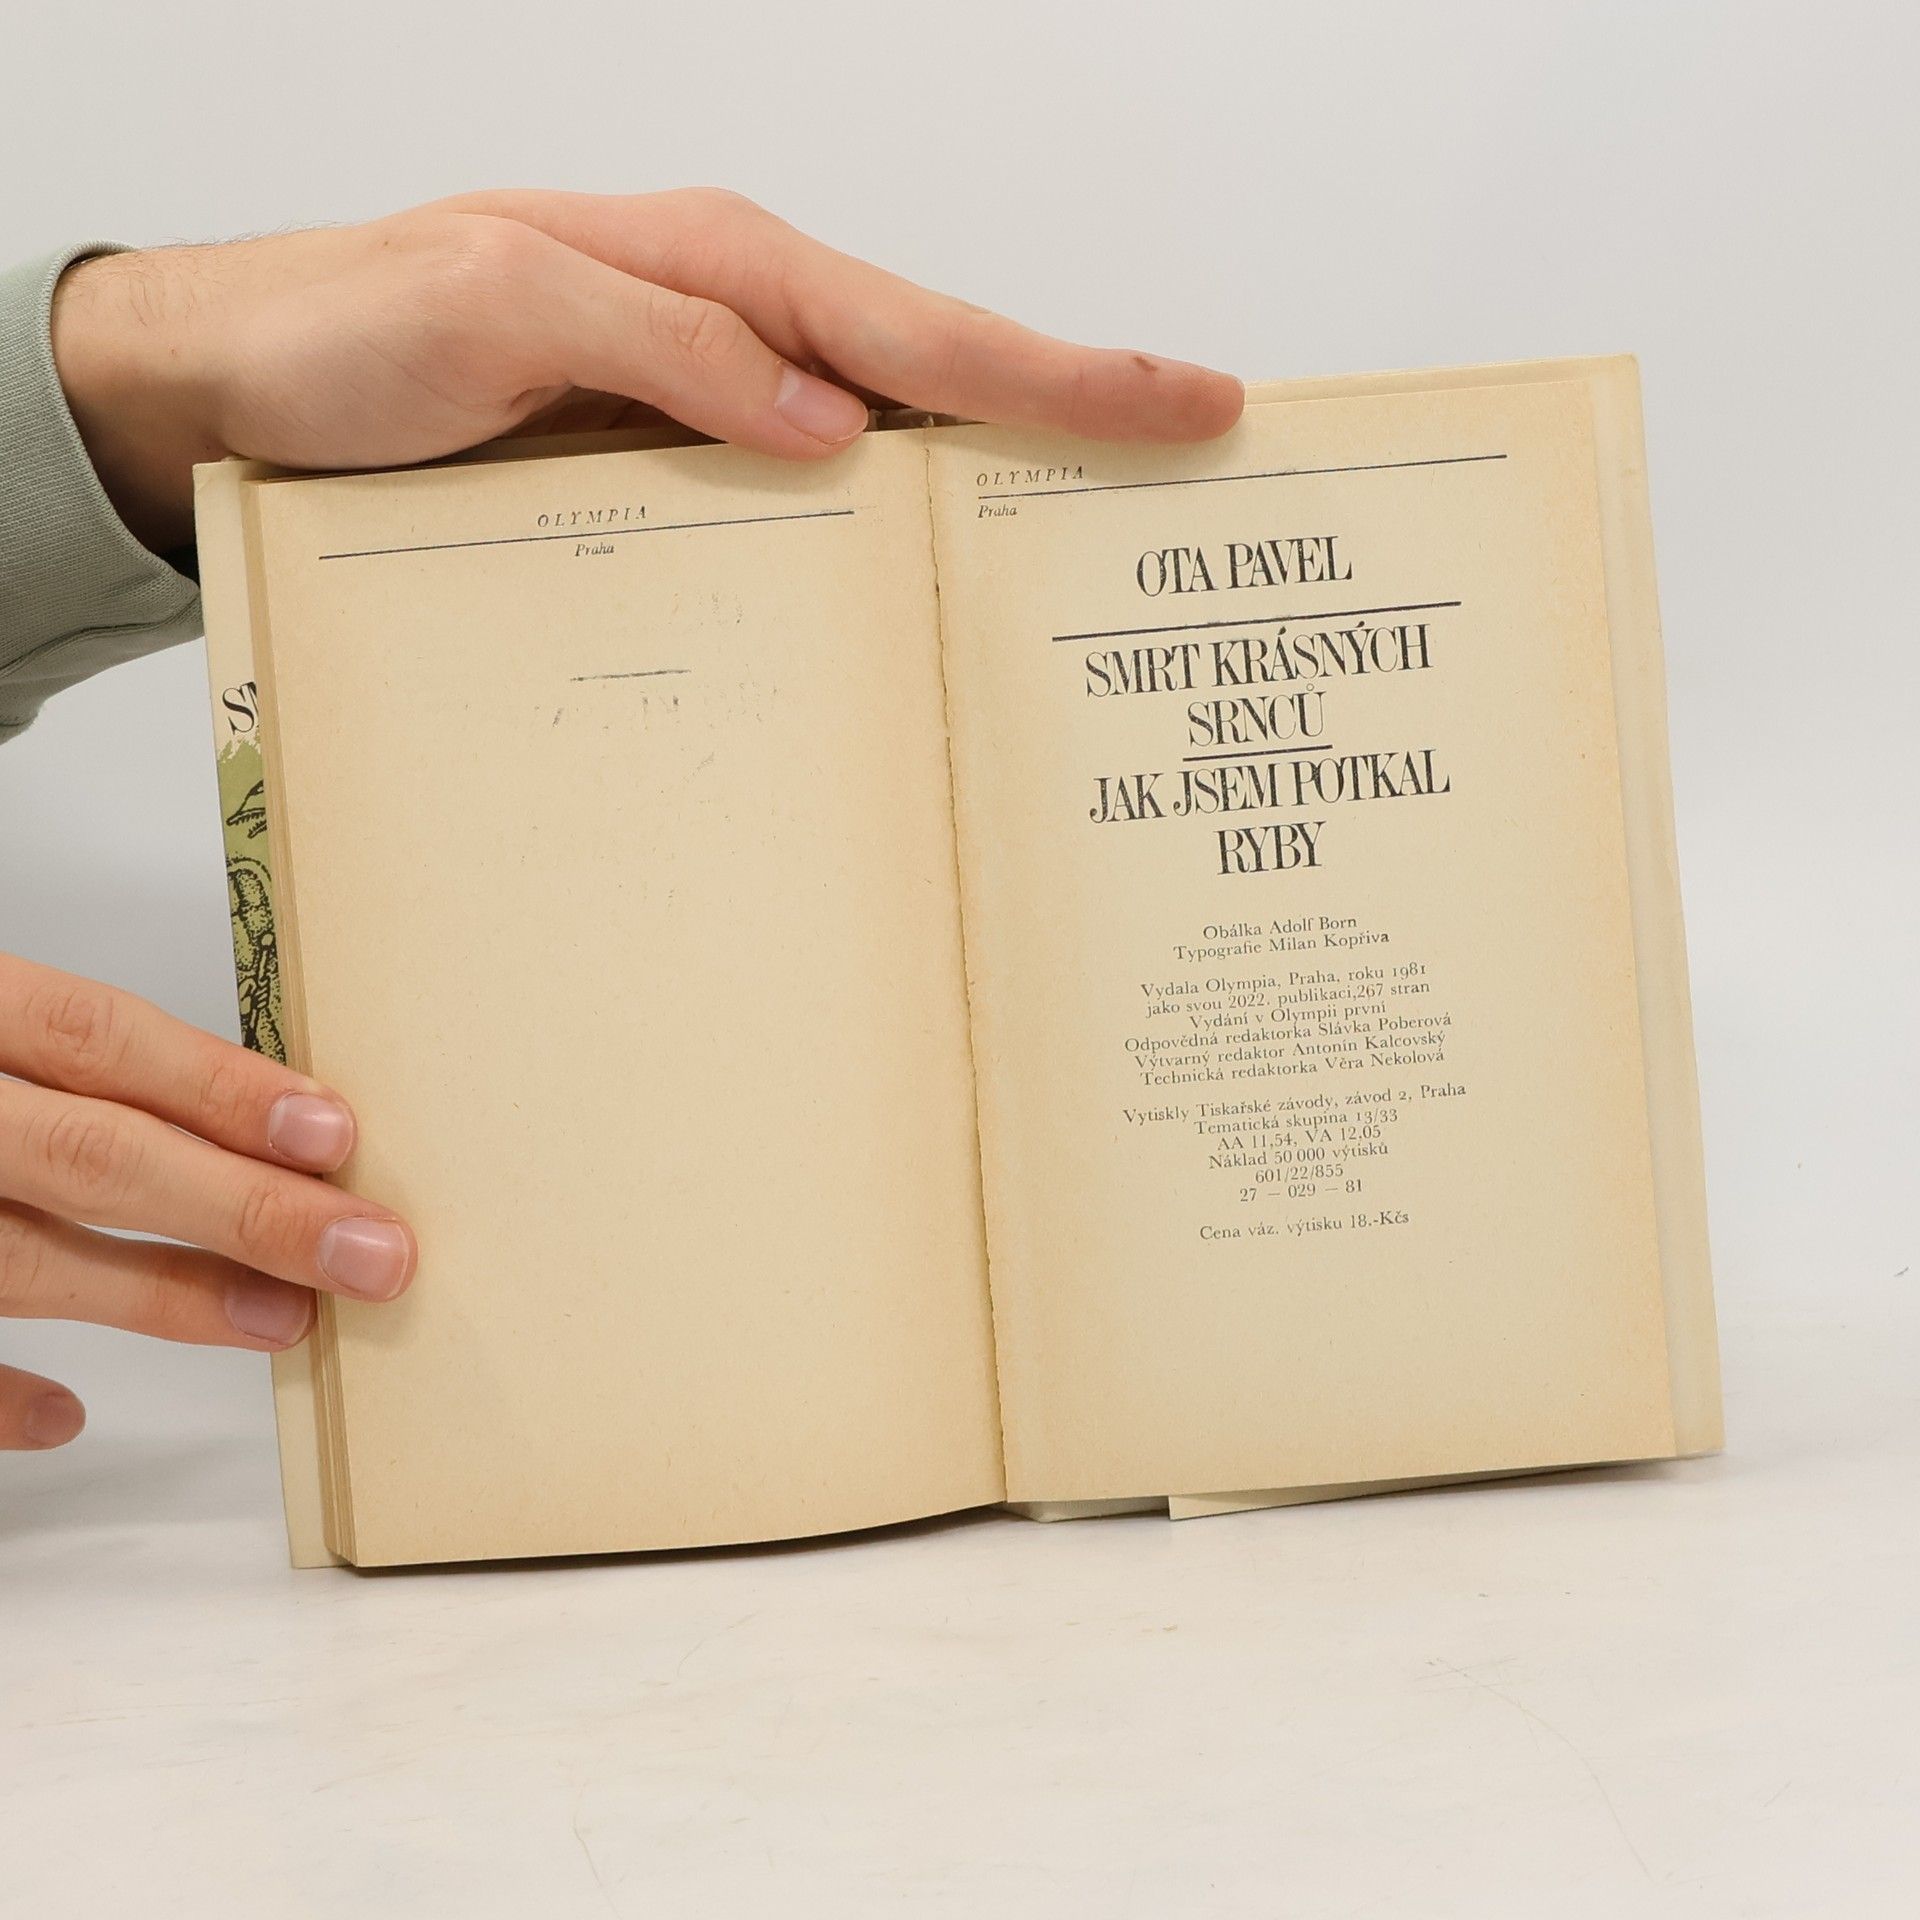 SM
OLYMPIA
Praha
OLYMPIA
Praha
OTA PAVEL
SMRT KRÁSNÝCH
SRNCŮ
JAK JSEM POTKAL
RYBY
Obálka Adolf Born
Typografie Milan Kopřiva
Vydala Olympia, Praha, roku 1981
jako svou 2022. publikaci,267 stran
Vydání v Olympii první
Odpovědná redaktorka Slávka Poberová
Výtvarný redaktor Antonín Kalcovský
Technická redaktorka Věra Nekolová
Vytiskly Tiskařské závody, závod 2, Praha
Tematická skupina 13/33
AA 11,54, VA 12,05
Náklad 50 000 výtisků
601/22/855
27 — 029 — 81
Cena váz. výtisku 18.-Kčs